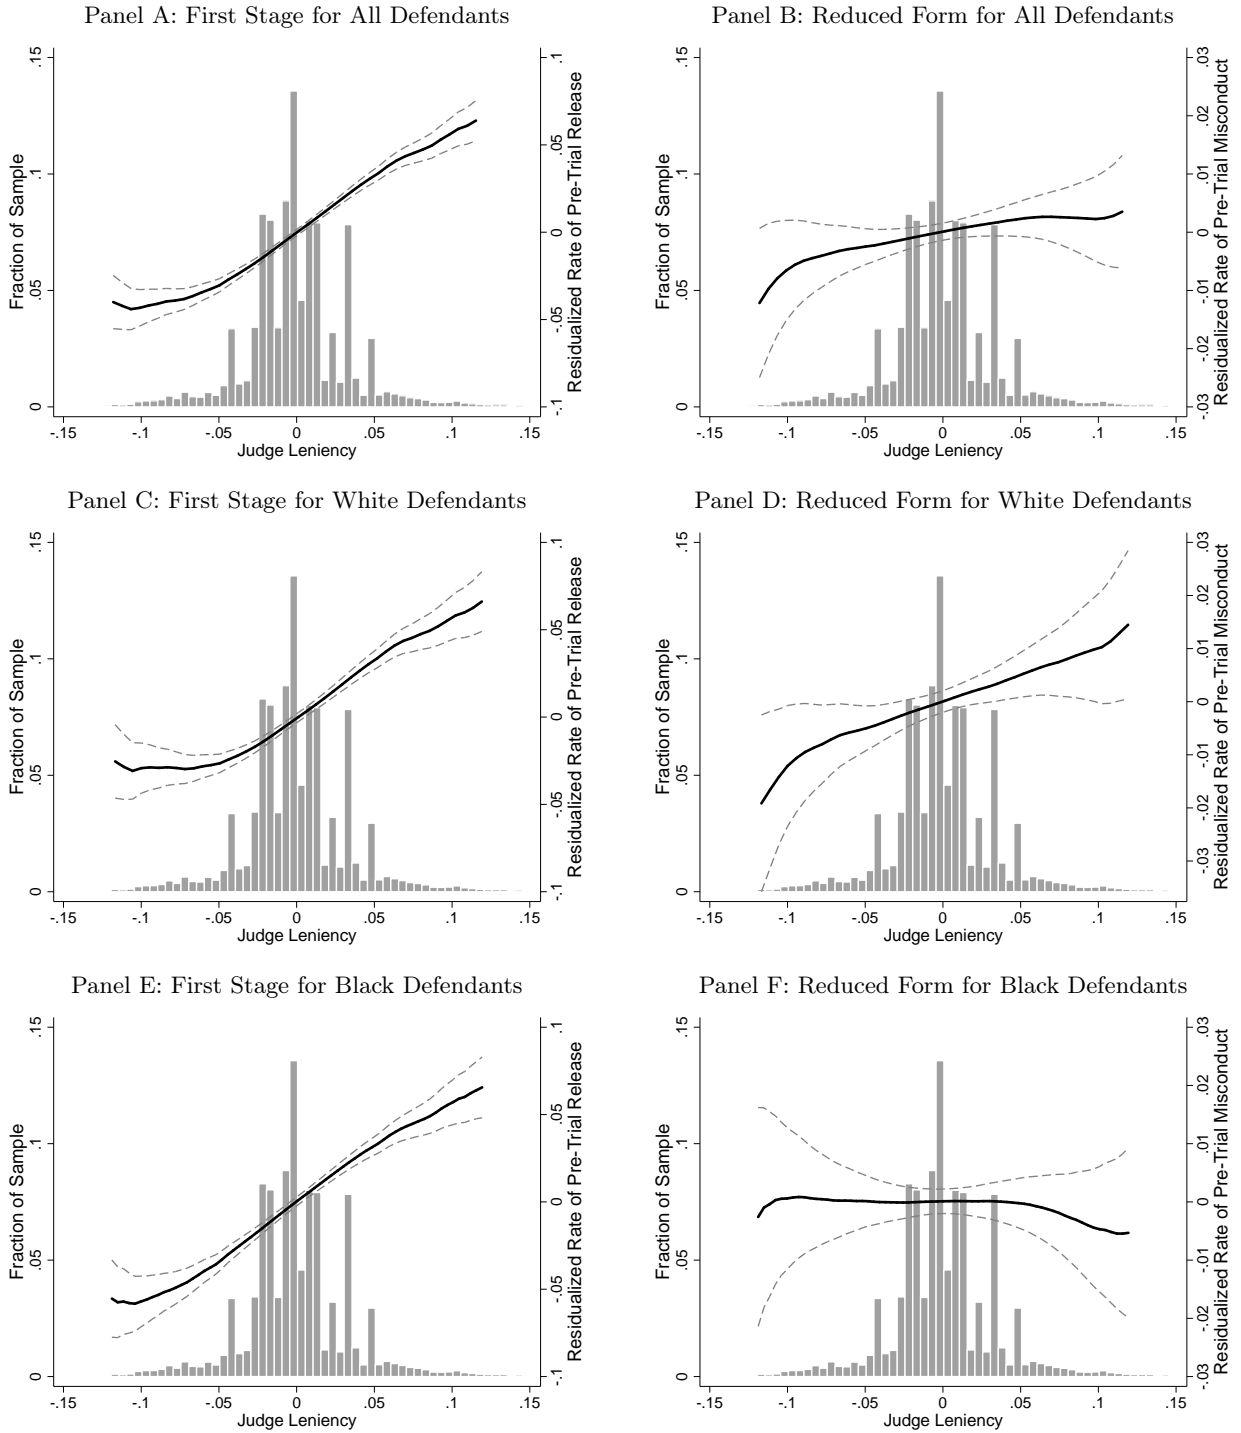 Panel A: First Stage for All Defendants
Fraction of Sample
0 .05 .1 .15
Residualized Rate of Pre-Trial Release
-.1 -.05 0 .05 .1
-.15 -.1 -.05 0 .05 .1 .15
Judge Leniency
Panel B: Reduced Form for All Defendants
Fraction of Sample
0 .05 .1 .15
Residualized Rate of Pre-Trial Misconduct
-.03 -.02 -.01 0 .01 .02 .03
-.15 -.1 -.05 0 .05 .1 .15
Judge Leniency
Panel C: First Stage for White Defendants
Fraction of Sample
0 .05 .1 .15
Residualized Rate of Pre-Trial Release
-.1 -.05 0 .05 .1
-.15 -.1 -.05 0 .05 .1 .15
Judge Leniency
Panel D: Reduced Form for White Defendants
Fraction of Sample
0 .05 .1 .15
Residualized Rate of Pre-Trial Misconduct
-.03 -.02 -.01 0 .01 .02 .03
-.15 -.1 -.05 0 .05 .1 .15
Judge Leniency
Panel E: First Stage for Black Defendants
Fraction of Sample
0 .05 .1 .15
Residualized Rate of Pre-Trial Release
-.1 -.05 0 .05 .1
-.15 -.1 -.05 0 .05 .1 .15
Judge Leniency
Panel F: Reduced Form for Black Defendants
Fraction of Sample
0 .05 .1 .15
Residualized Rate of Pre-Trial Misconduct
-.03 -.02 -.01 0 .01 .02 .03
-.15 -.1 -.05 0 .05 .1 .15
Judge Leniency